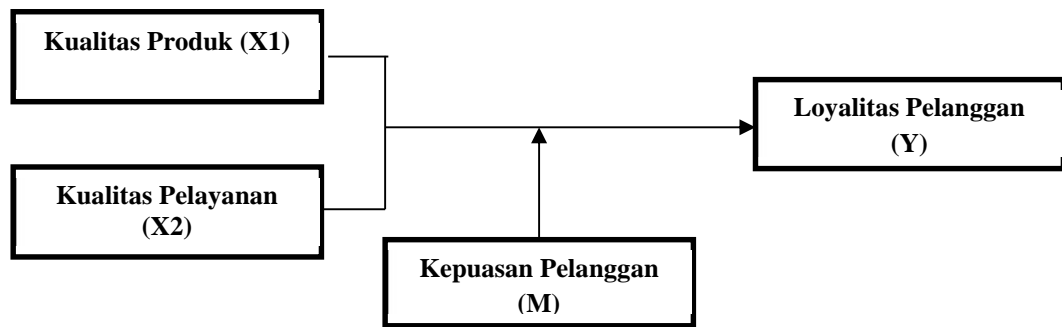 Kualitas Produk (X1)
Loyalitas Pelanggan
(Y)
Kualitas Pelayanan
(X2)
Kepuasan Pelanggan
(M)